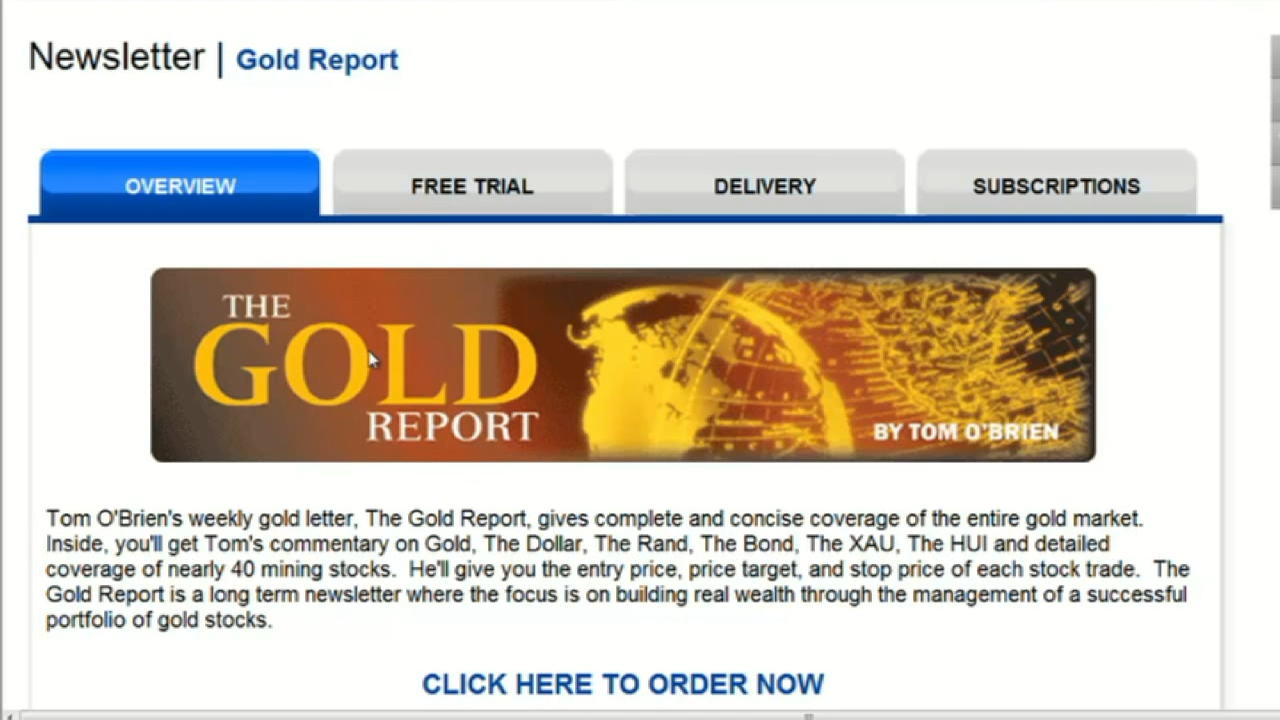 Newsletter | Gold Report
OVERVIEW
FREE TRIAL
DELIVERY
SUBSCRIPTIONS
THE
GOLD
REPORT
BY TOM O'BRIEN
Tom O'Brien's weekly gold letter, The Gold Report, gives complete and concise coverage of the entire gold market.
Inside, you'll get Tom's commentary on Gold, The Dollar, The Rand, The Bond, The XAU, The HUI and detailed
coverage of nearly 40 mining stocks.  He'll give you the entry price, price target, and stop price of each stock trade.  The
Gold Report is a long term newsletter where the focus is on building real wealth through the management of a successful
portfolio of gold stocks.
CLICK HERE TO ORDER NOW